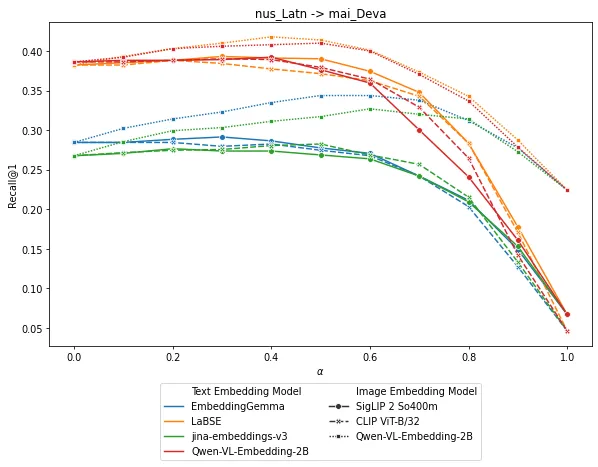 nus_Latn -> mai_Deva
0.40
0.35
0.30
0.25
0.20
0.15
0.10
0.05
Recall@1
0.0 0.2 0.4 0.6 0.8 1.0
α
Text Embedding Model Image Embedding Model
EmbeddingGemma SigLIP 2 So400m
LaBSE CLIP ViT-B/32
jina-embeddings-v3 Qwen-VL-Embedding-2B
Qwen-VL-Embedding-2B